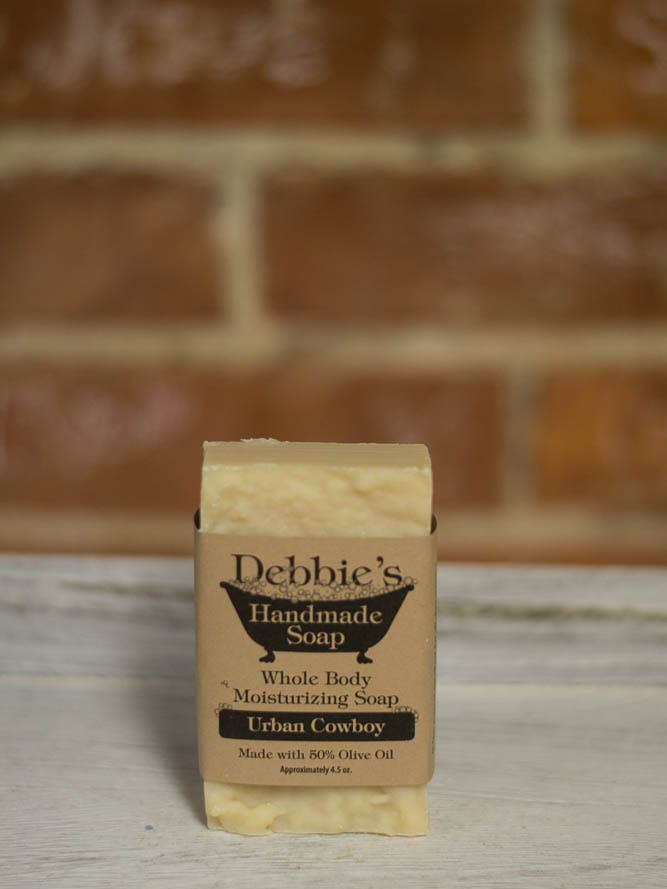 Debbie's
Handmade
Soap
Whole Body
Moisturizing Soap
Urban Cowboy
Made with 50% Olive Oil
Approximately 4.5 oz.